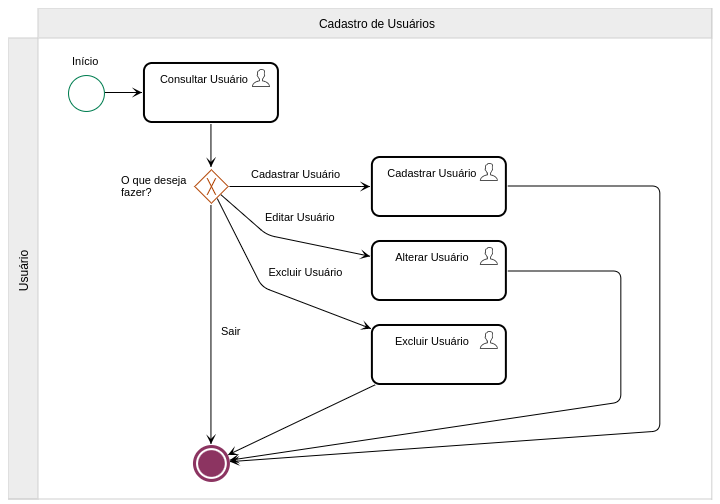 Cadastro de Usuários
Usuário
Início
Consultar Usuário
O que deseja
fazer?
Cadastrar Usuário
Cadastrar Usuário
Editar Usuário
Alterar Usuário
Excluir Usuário
Excluir Usuário
Sair